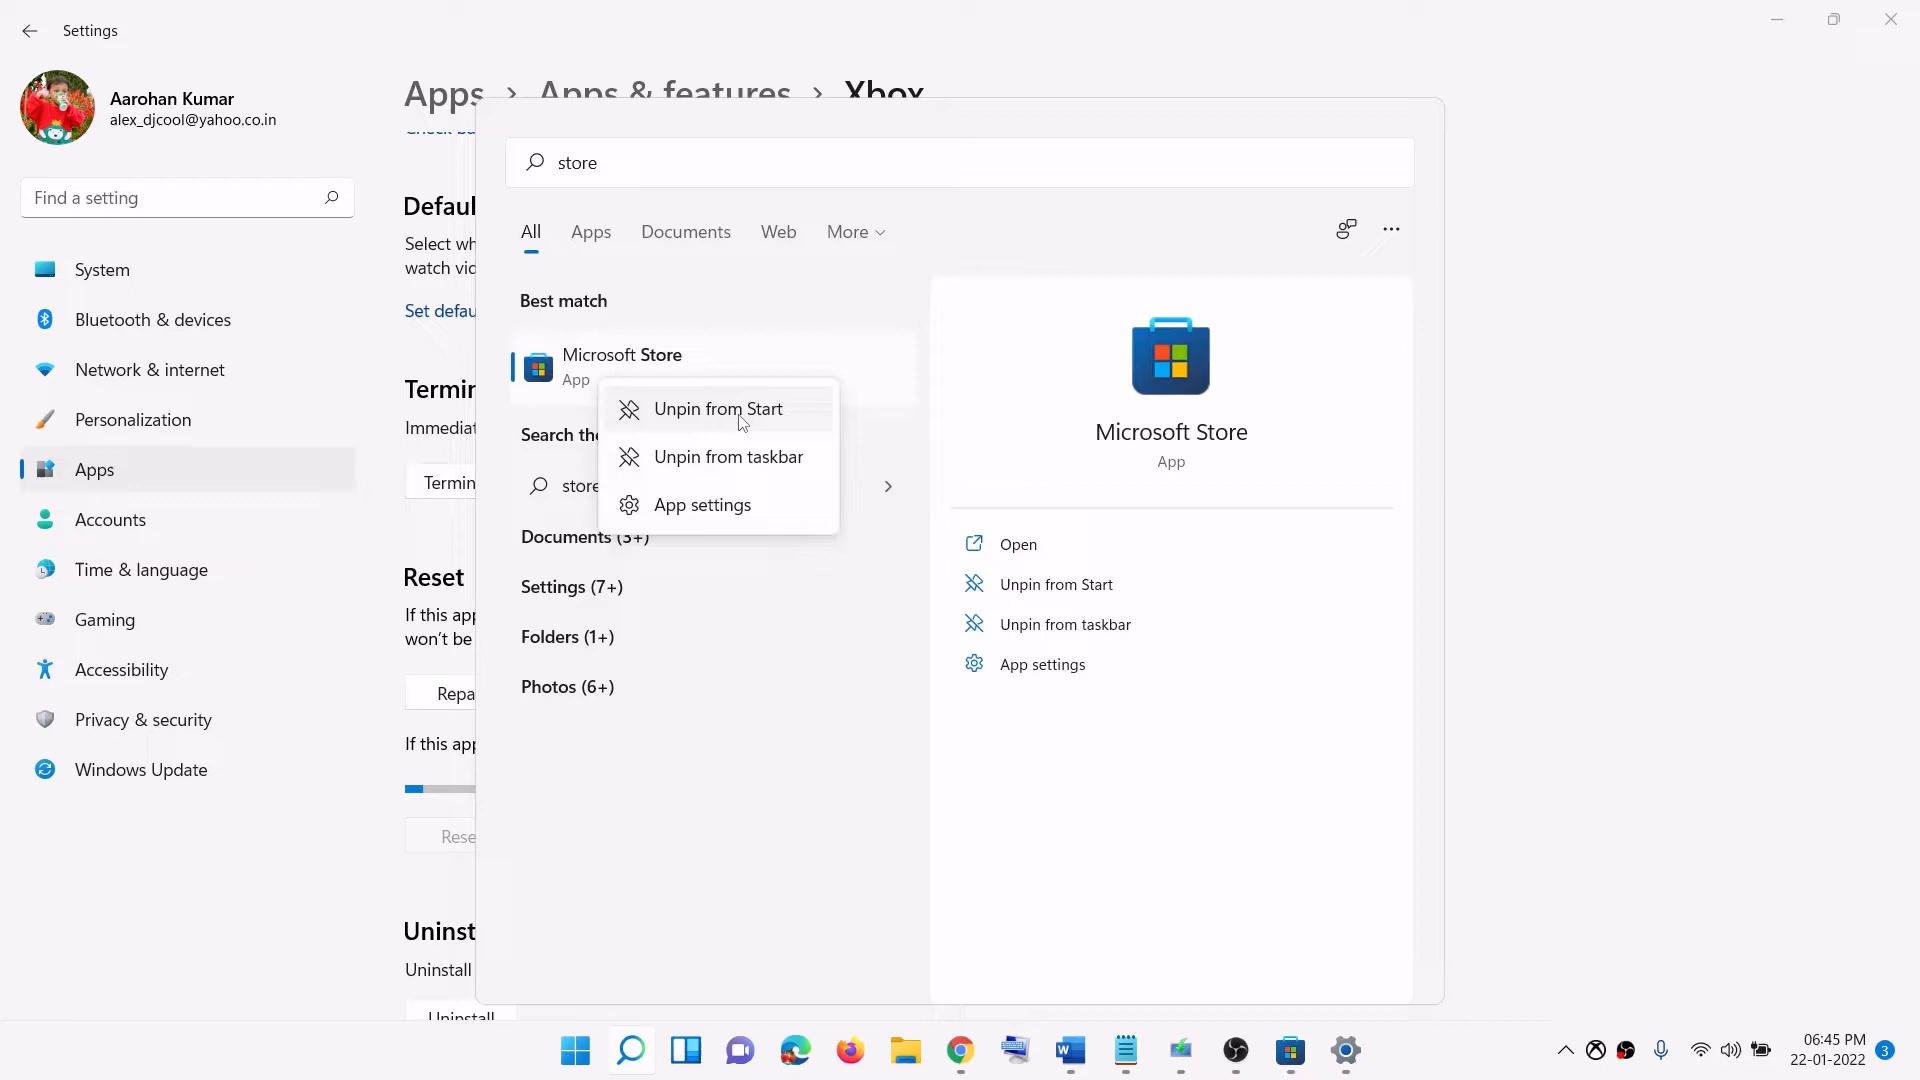 Settings
Aarohan Kumar
alex_djcool@yahoo.co.in
Find a setting
System
Bluetooth & devices
Network & internet
Personalization
Apps
Accounts
Time & language
Gaming
Accessibility
Privacy & security
Windows Update
Apps > Apps & features > Xbox
Defaul
Select wh
watch vid
Set defau
Termin
Immediat
Termin
Reset
If this app
won't be
Repa
If this app
Rese
Uninst
Uninstall
Uninstall
store
All Apps Documents Web More
Best match
Microsoft Store
App
Unpin from Start
Unpin from taskbar
App settings
Search the
store
Documents (3+)
Settings (7+)
Folders (1+)
Photos (6+)
Microsoft Store
App
Open
Unpin from Start
Unpin from taskbar
App settings
06:45 PM
22-01-2022
3